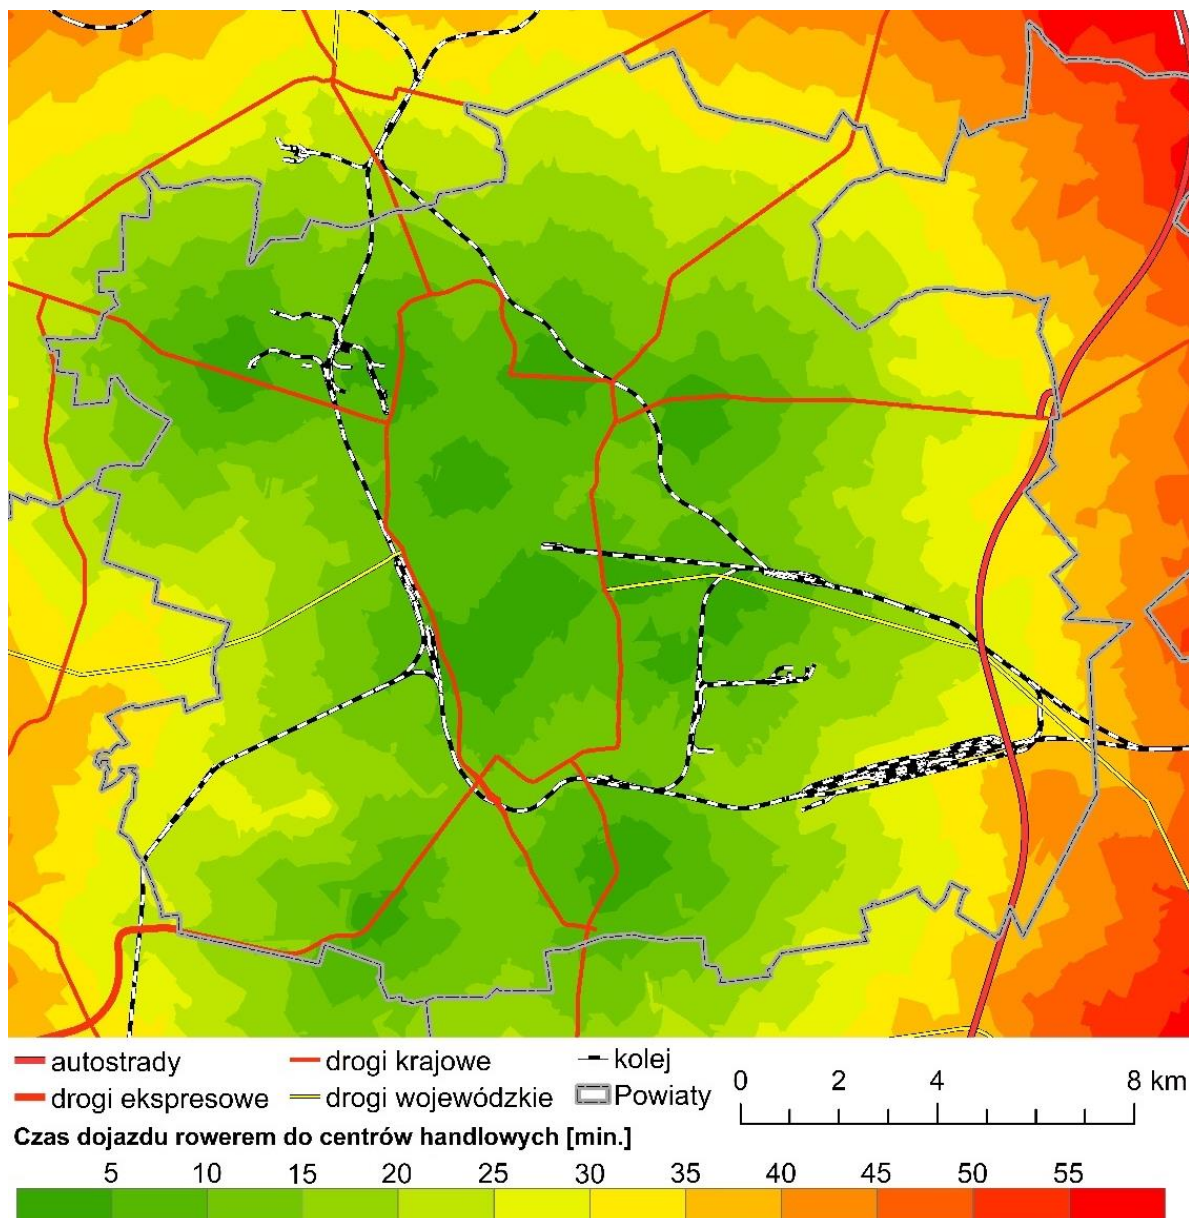 autostrady drogi krajowe kolej
drogi ekspresowe drogi wojewódzkie Powiaty
0 2 4 8 km
Czas dojazdu rowerem do centrów handlowych [min.]
5 10 15 20 25 30 35 40 45 50 55